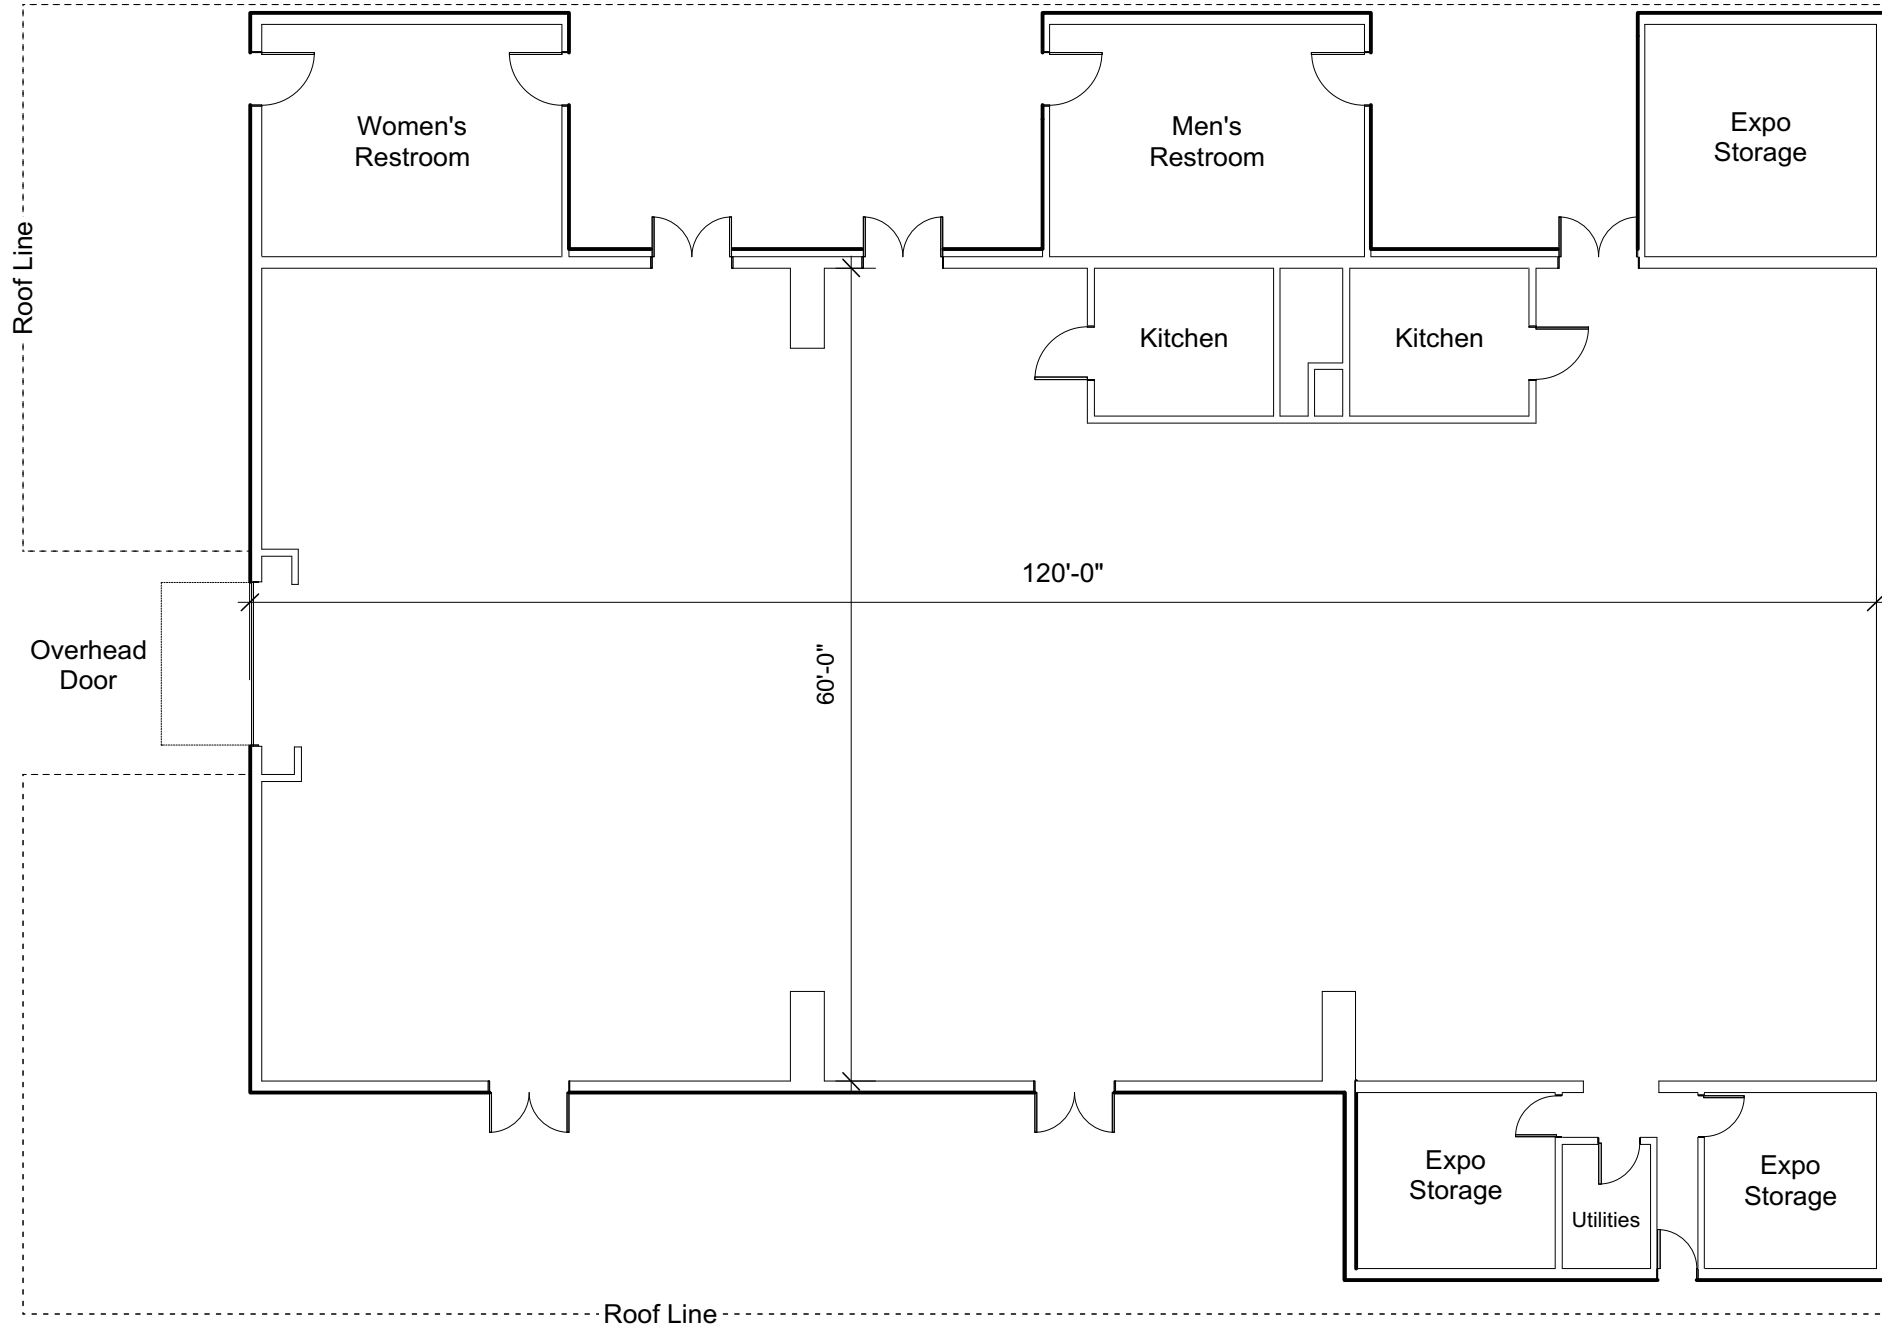 Women's
Restroom
Men's
Restroom
Expo
Storage
Roof Line
Kitchen
Kitchen
120'-0"
Overhead
Door
60'-0"
Expo
Storage
Utilities
Expo
Storage
Roof Line